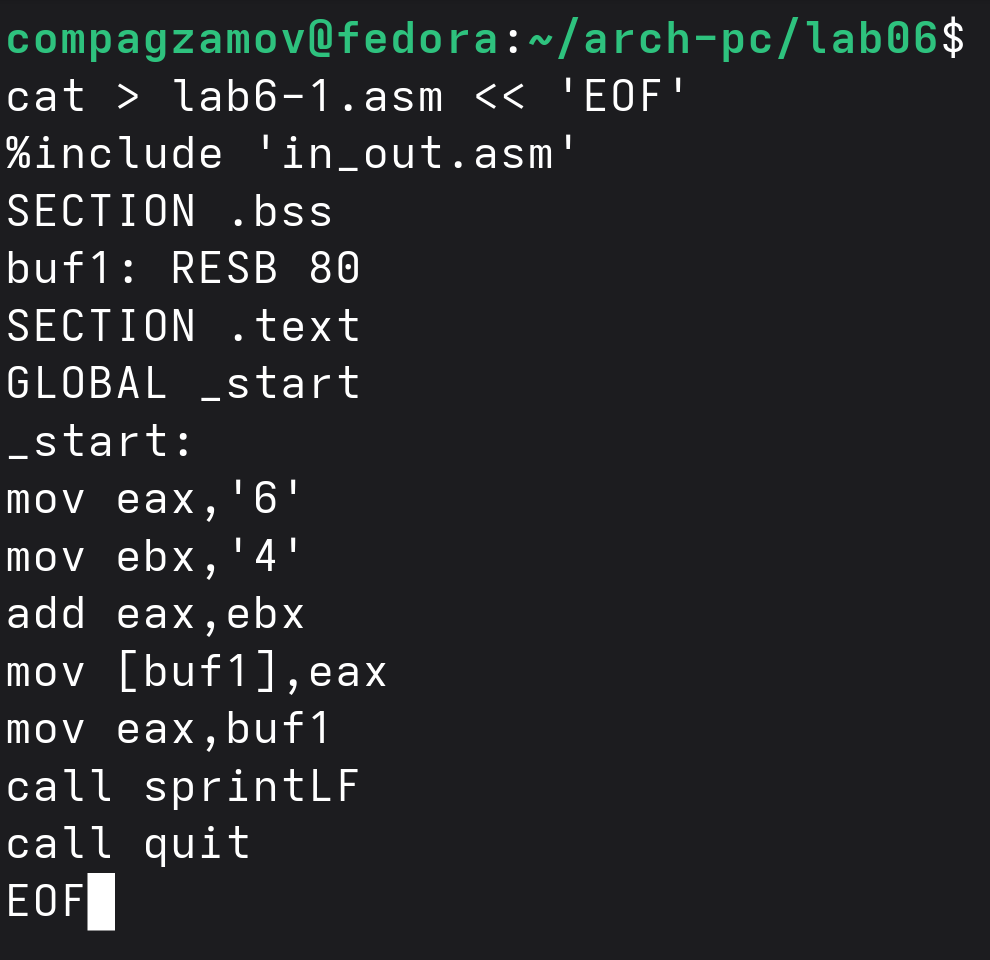 compagzamov@fedora:~/arch-pc/lab06$
cat > lab6-1.asm << 'EOF'
%include 'in_out.asm'
SECTION .bss
buf1: RESB 80
SECTION .text
GLOBAL _start
_start:
mov eax,'6'
mov ebx,'4'
add eax,ebx
mov [buf1],eax
mov eax,buf1
call sprintLF
call quit
EOF